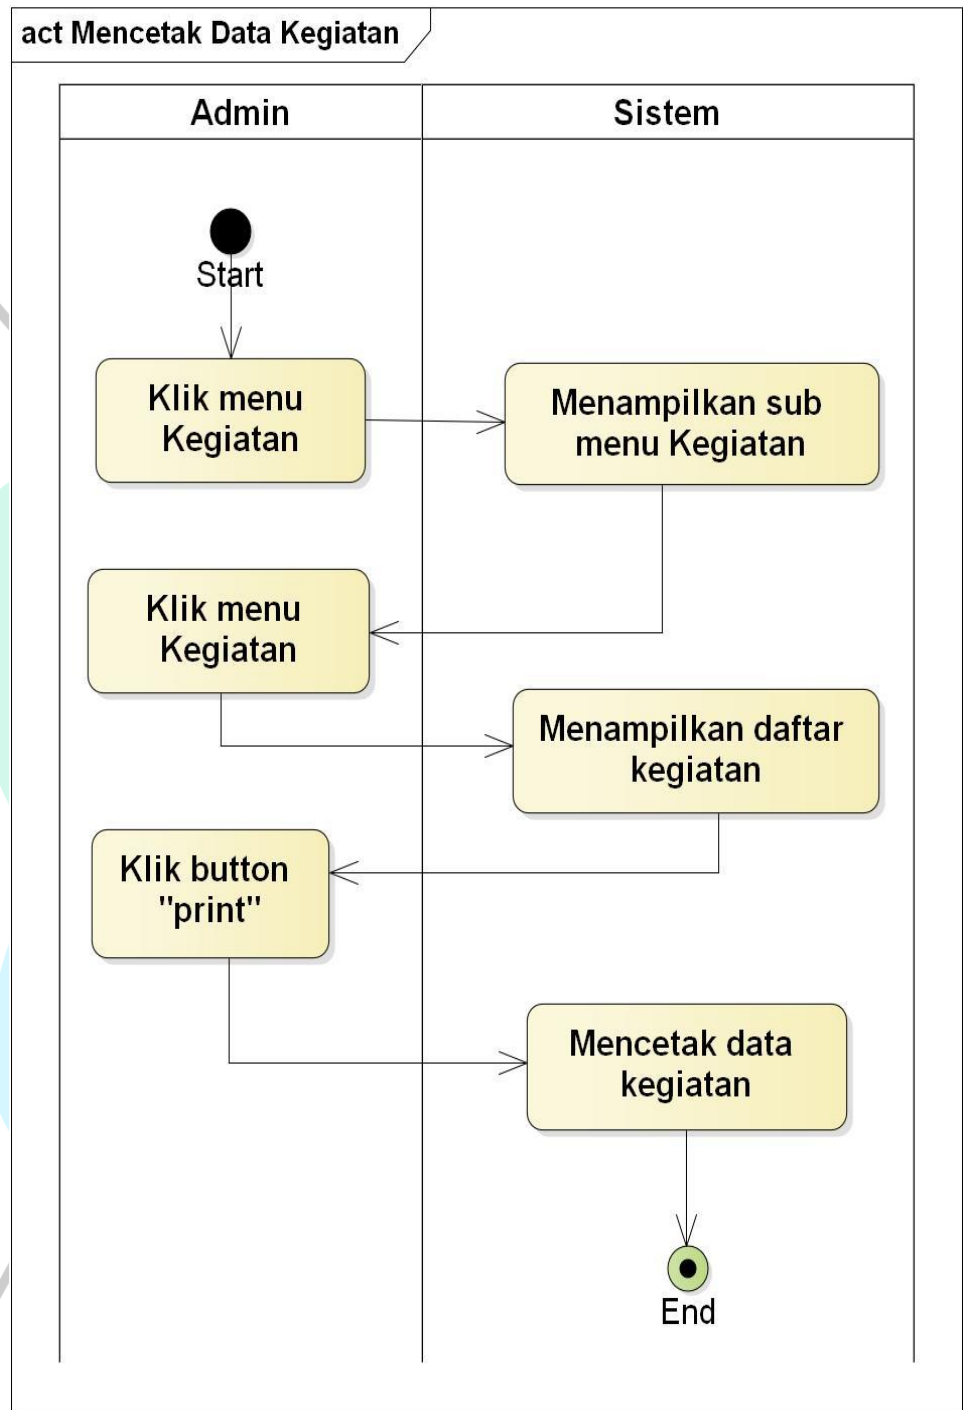 act Mencetak Data Kegiatan
Admin
Sistem
Start
Klik menu
Kegiatan
Menampilkan sub
menu Kegiatan
Klik menu
Kegiatan
Menampilkan daftar
kegiatan
Klik button
"print"
Mencetak data
kegiatan
End